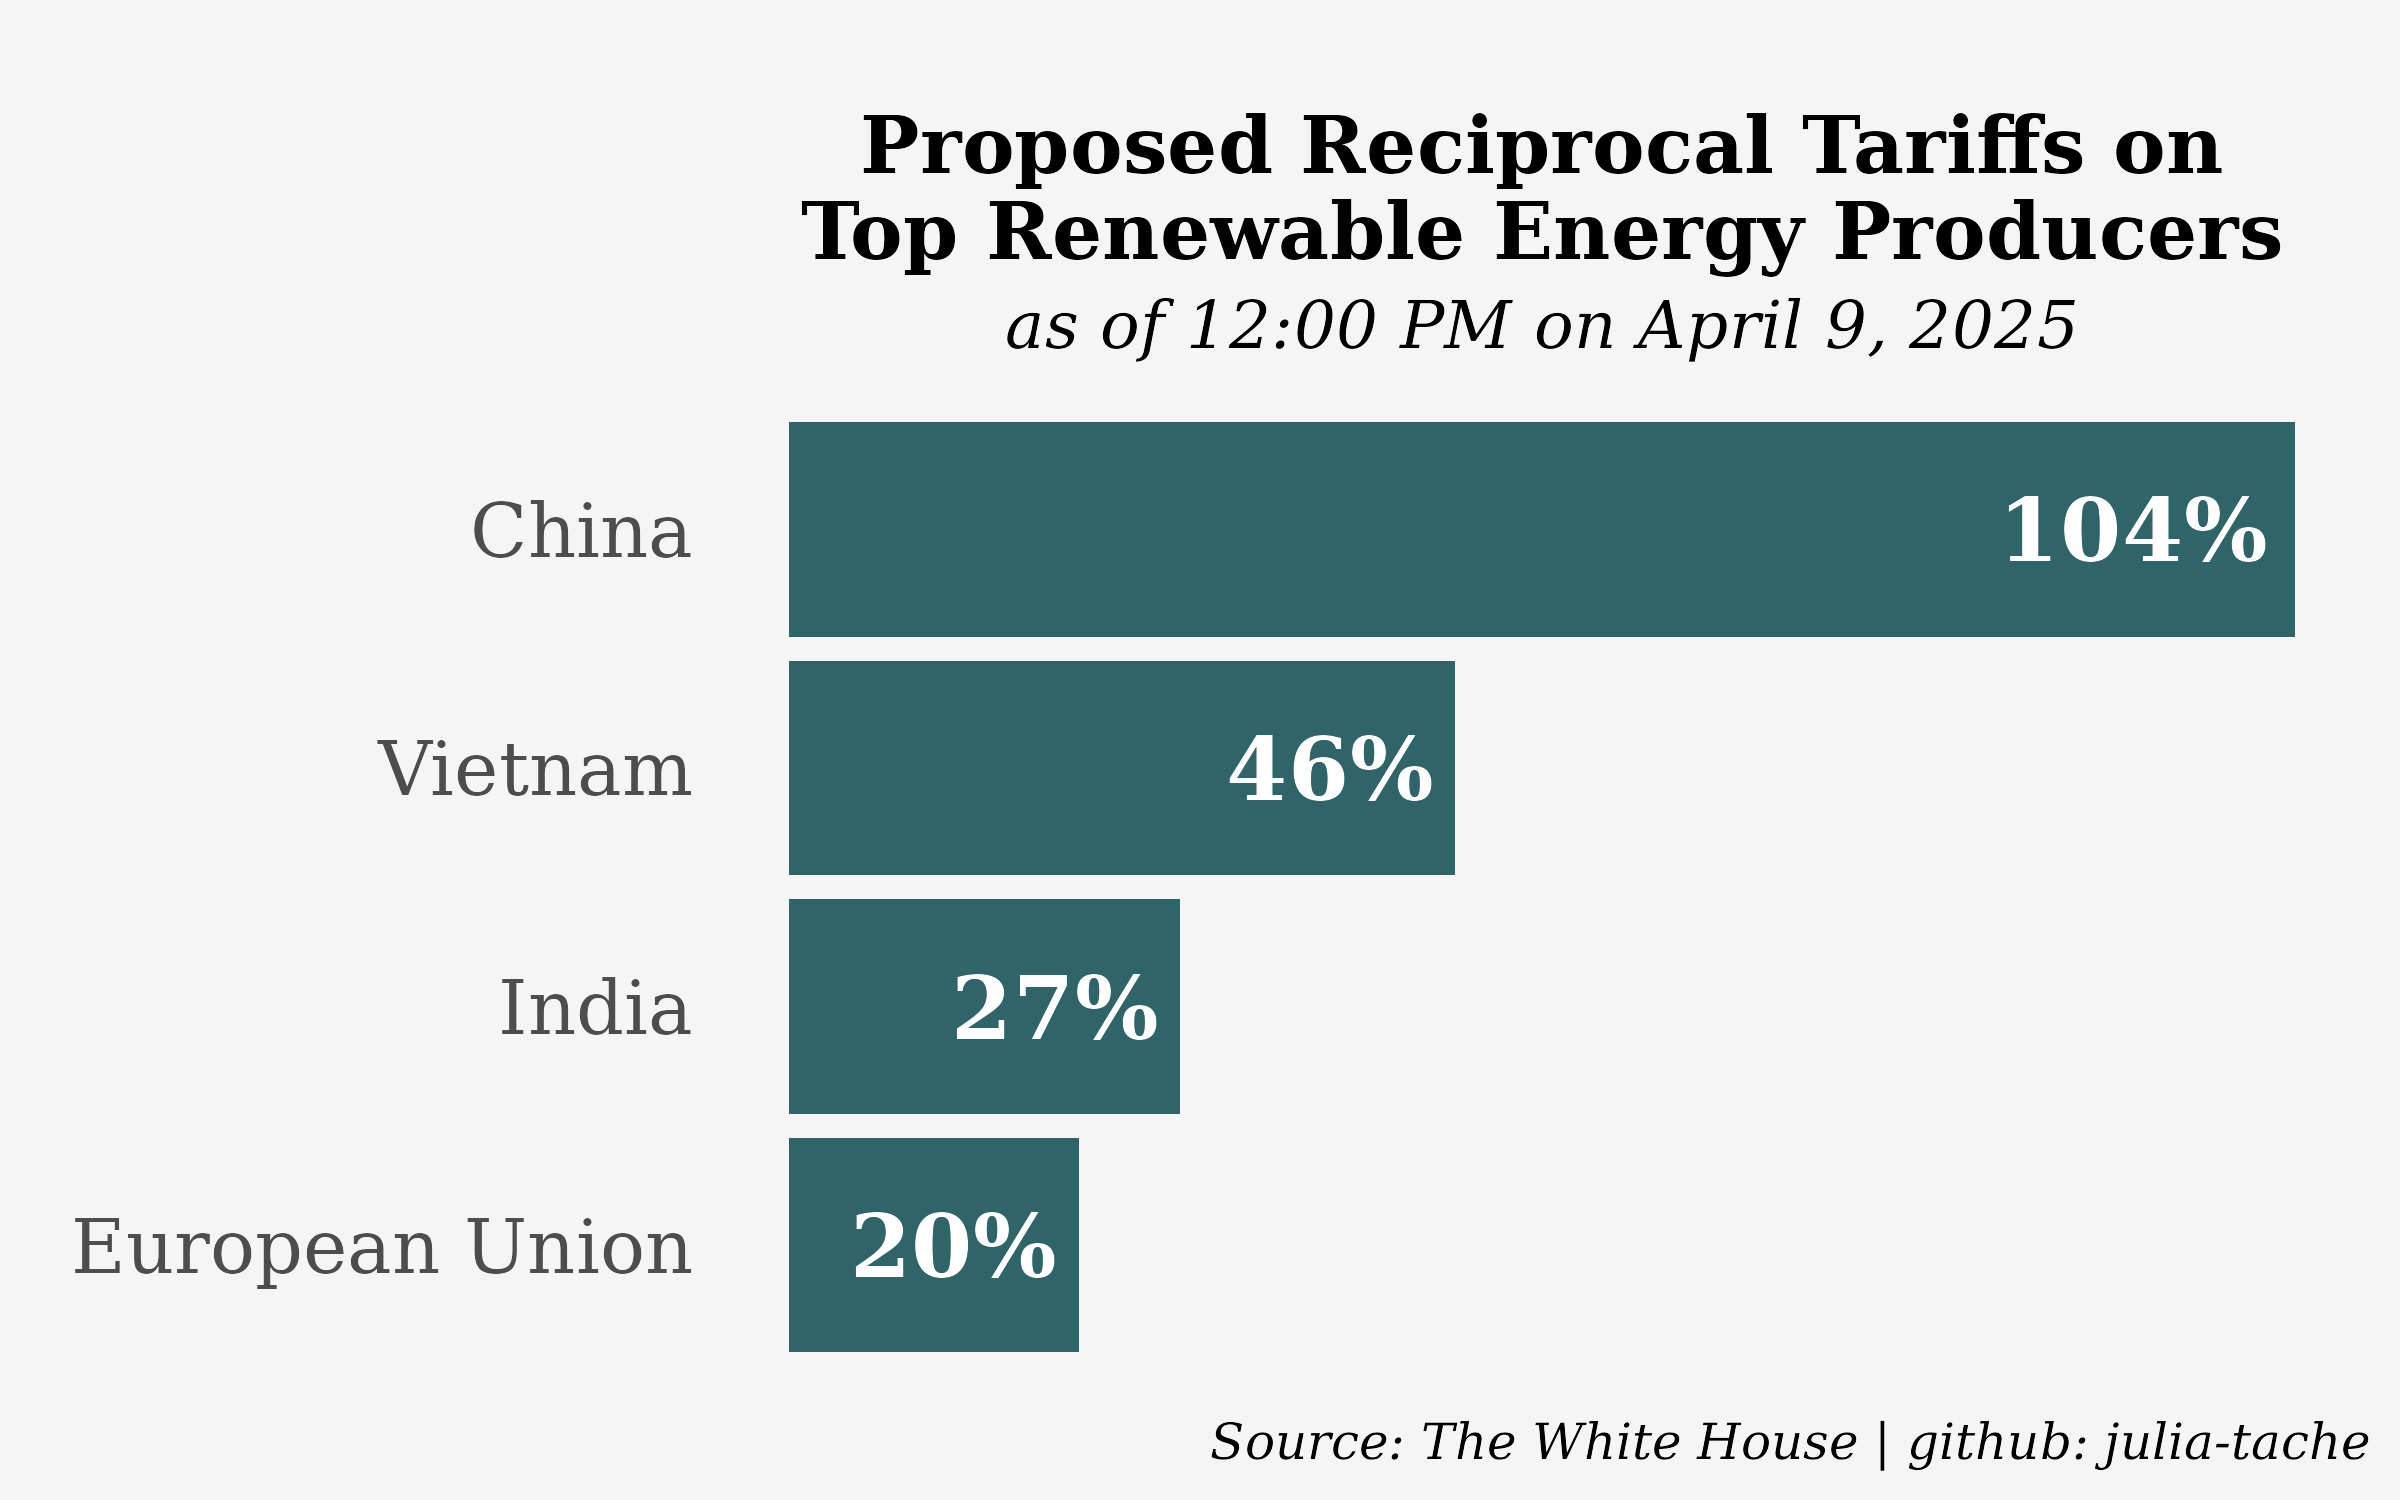 Proposed Reciprocal Tariffs on
Top Renewable Energy Producers
as of 12:00 PM on April 9, 2025
China
104%
Vietnam
46%
India
27%
European Union
20%
Source: The White House | github: julia-tache